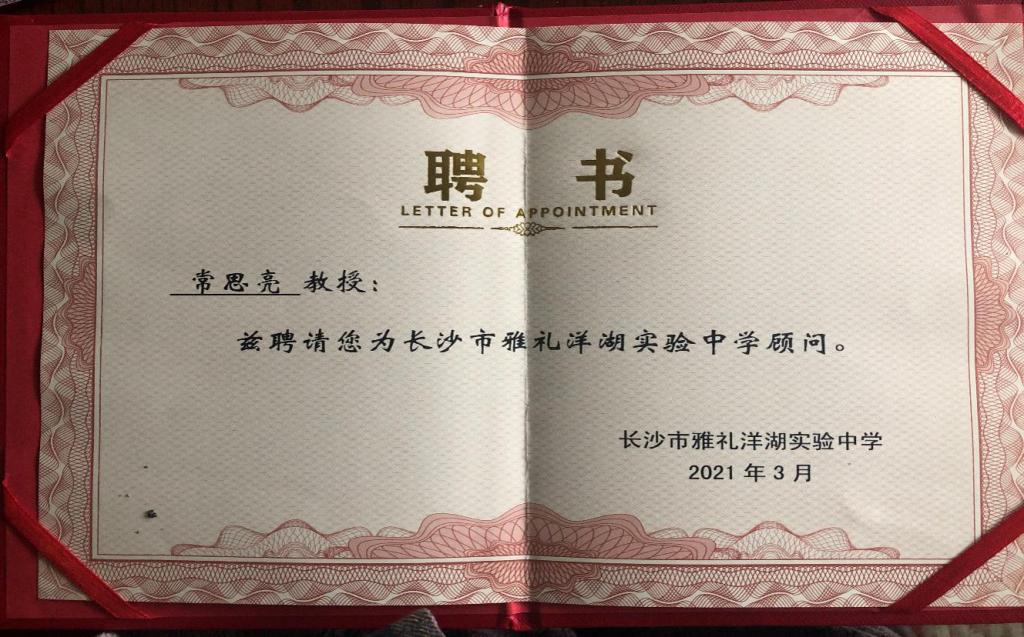 聘 书
LETTER OF APPOINTMENT
常思亮 教授：
兹聘请您为长沙市雅礼洋湖实验中学顾问。
长沙市雅礼洋湖实验中学
2021 年 3 月